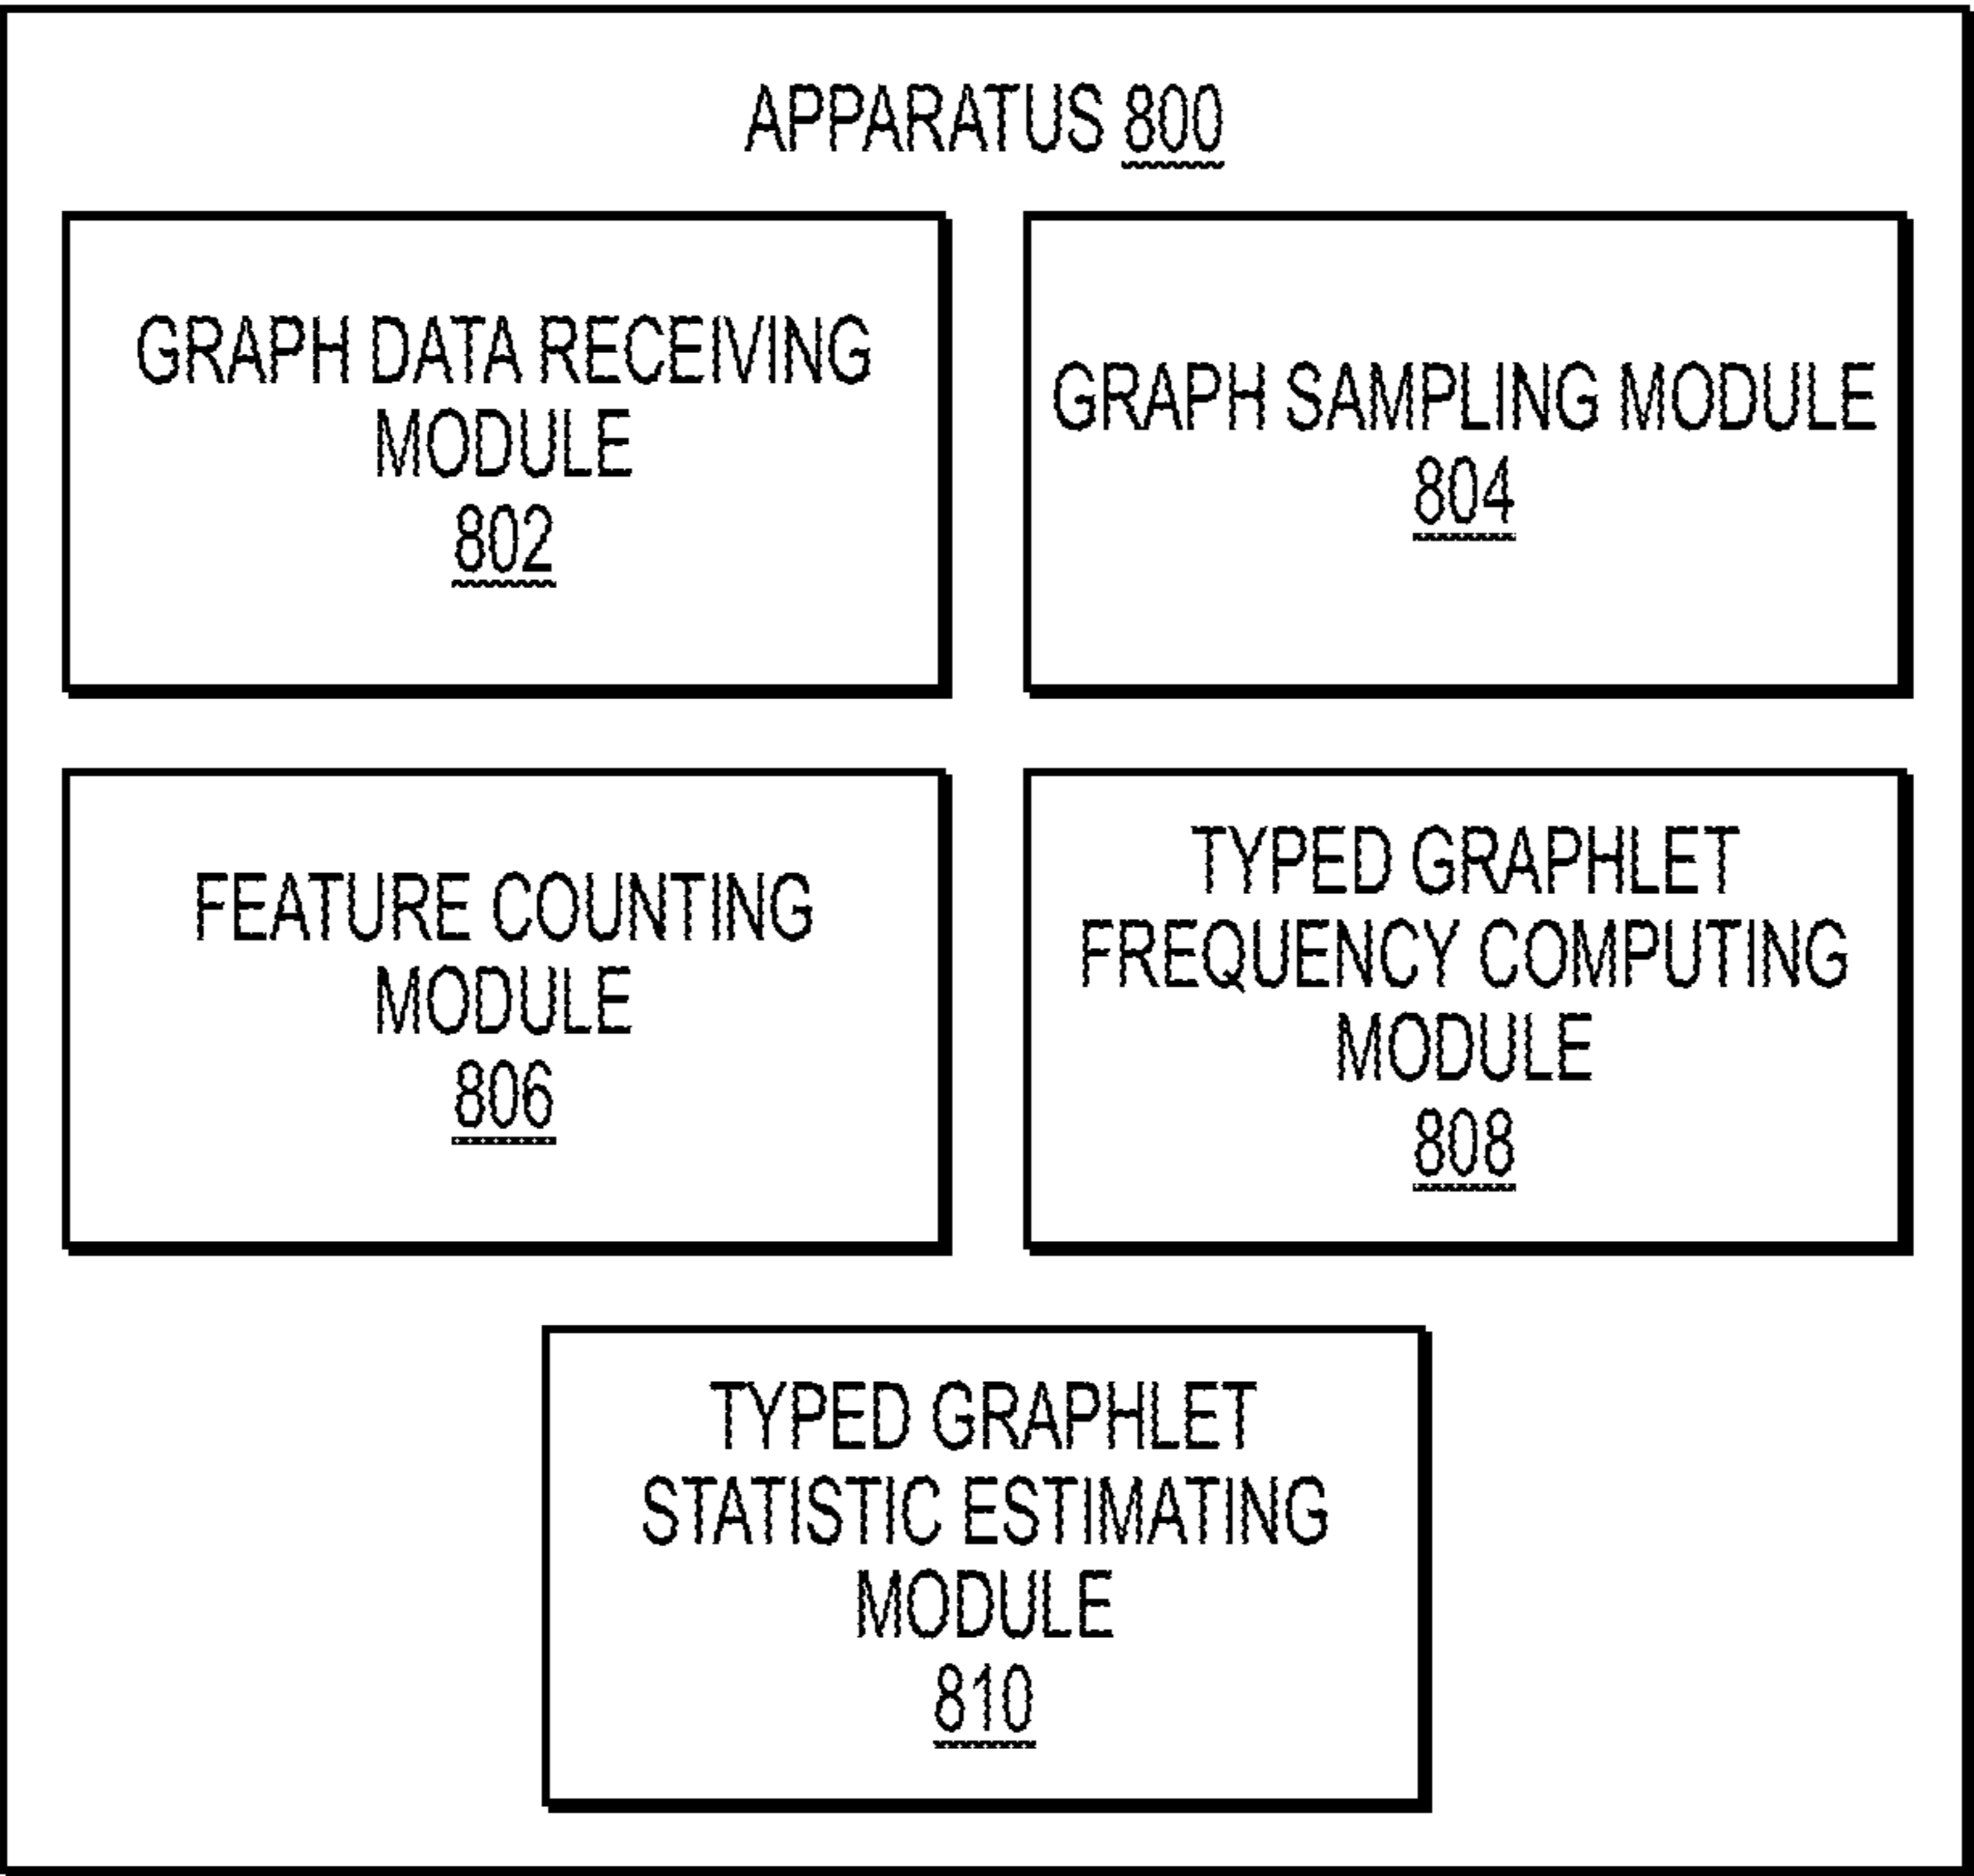 APPARATUS 800
GRAPH DATA RECEIVING
MODULE
802
GRAPH SAMPLING MODULE
804
FEATURE COUNTING
MODULE
806
TYPED GRAPHLET
FREQUENCY COMPUTING
MODULE
808
TYPED GRAPHLET
STATISTIC ESTIMATING
MODULE
810